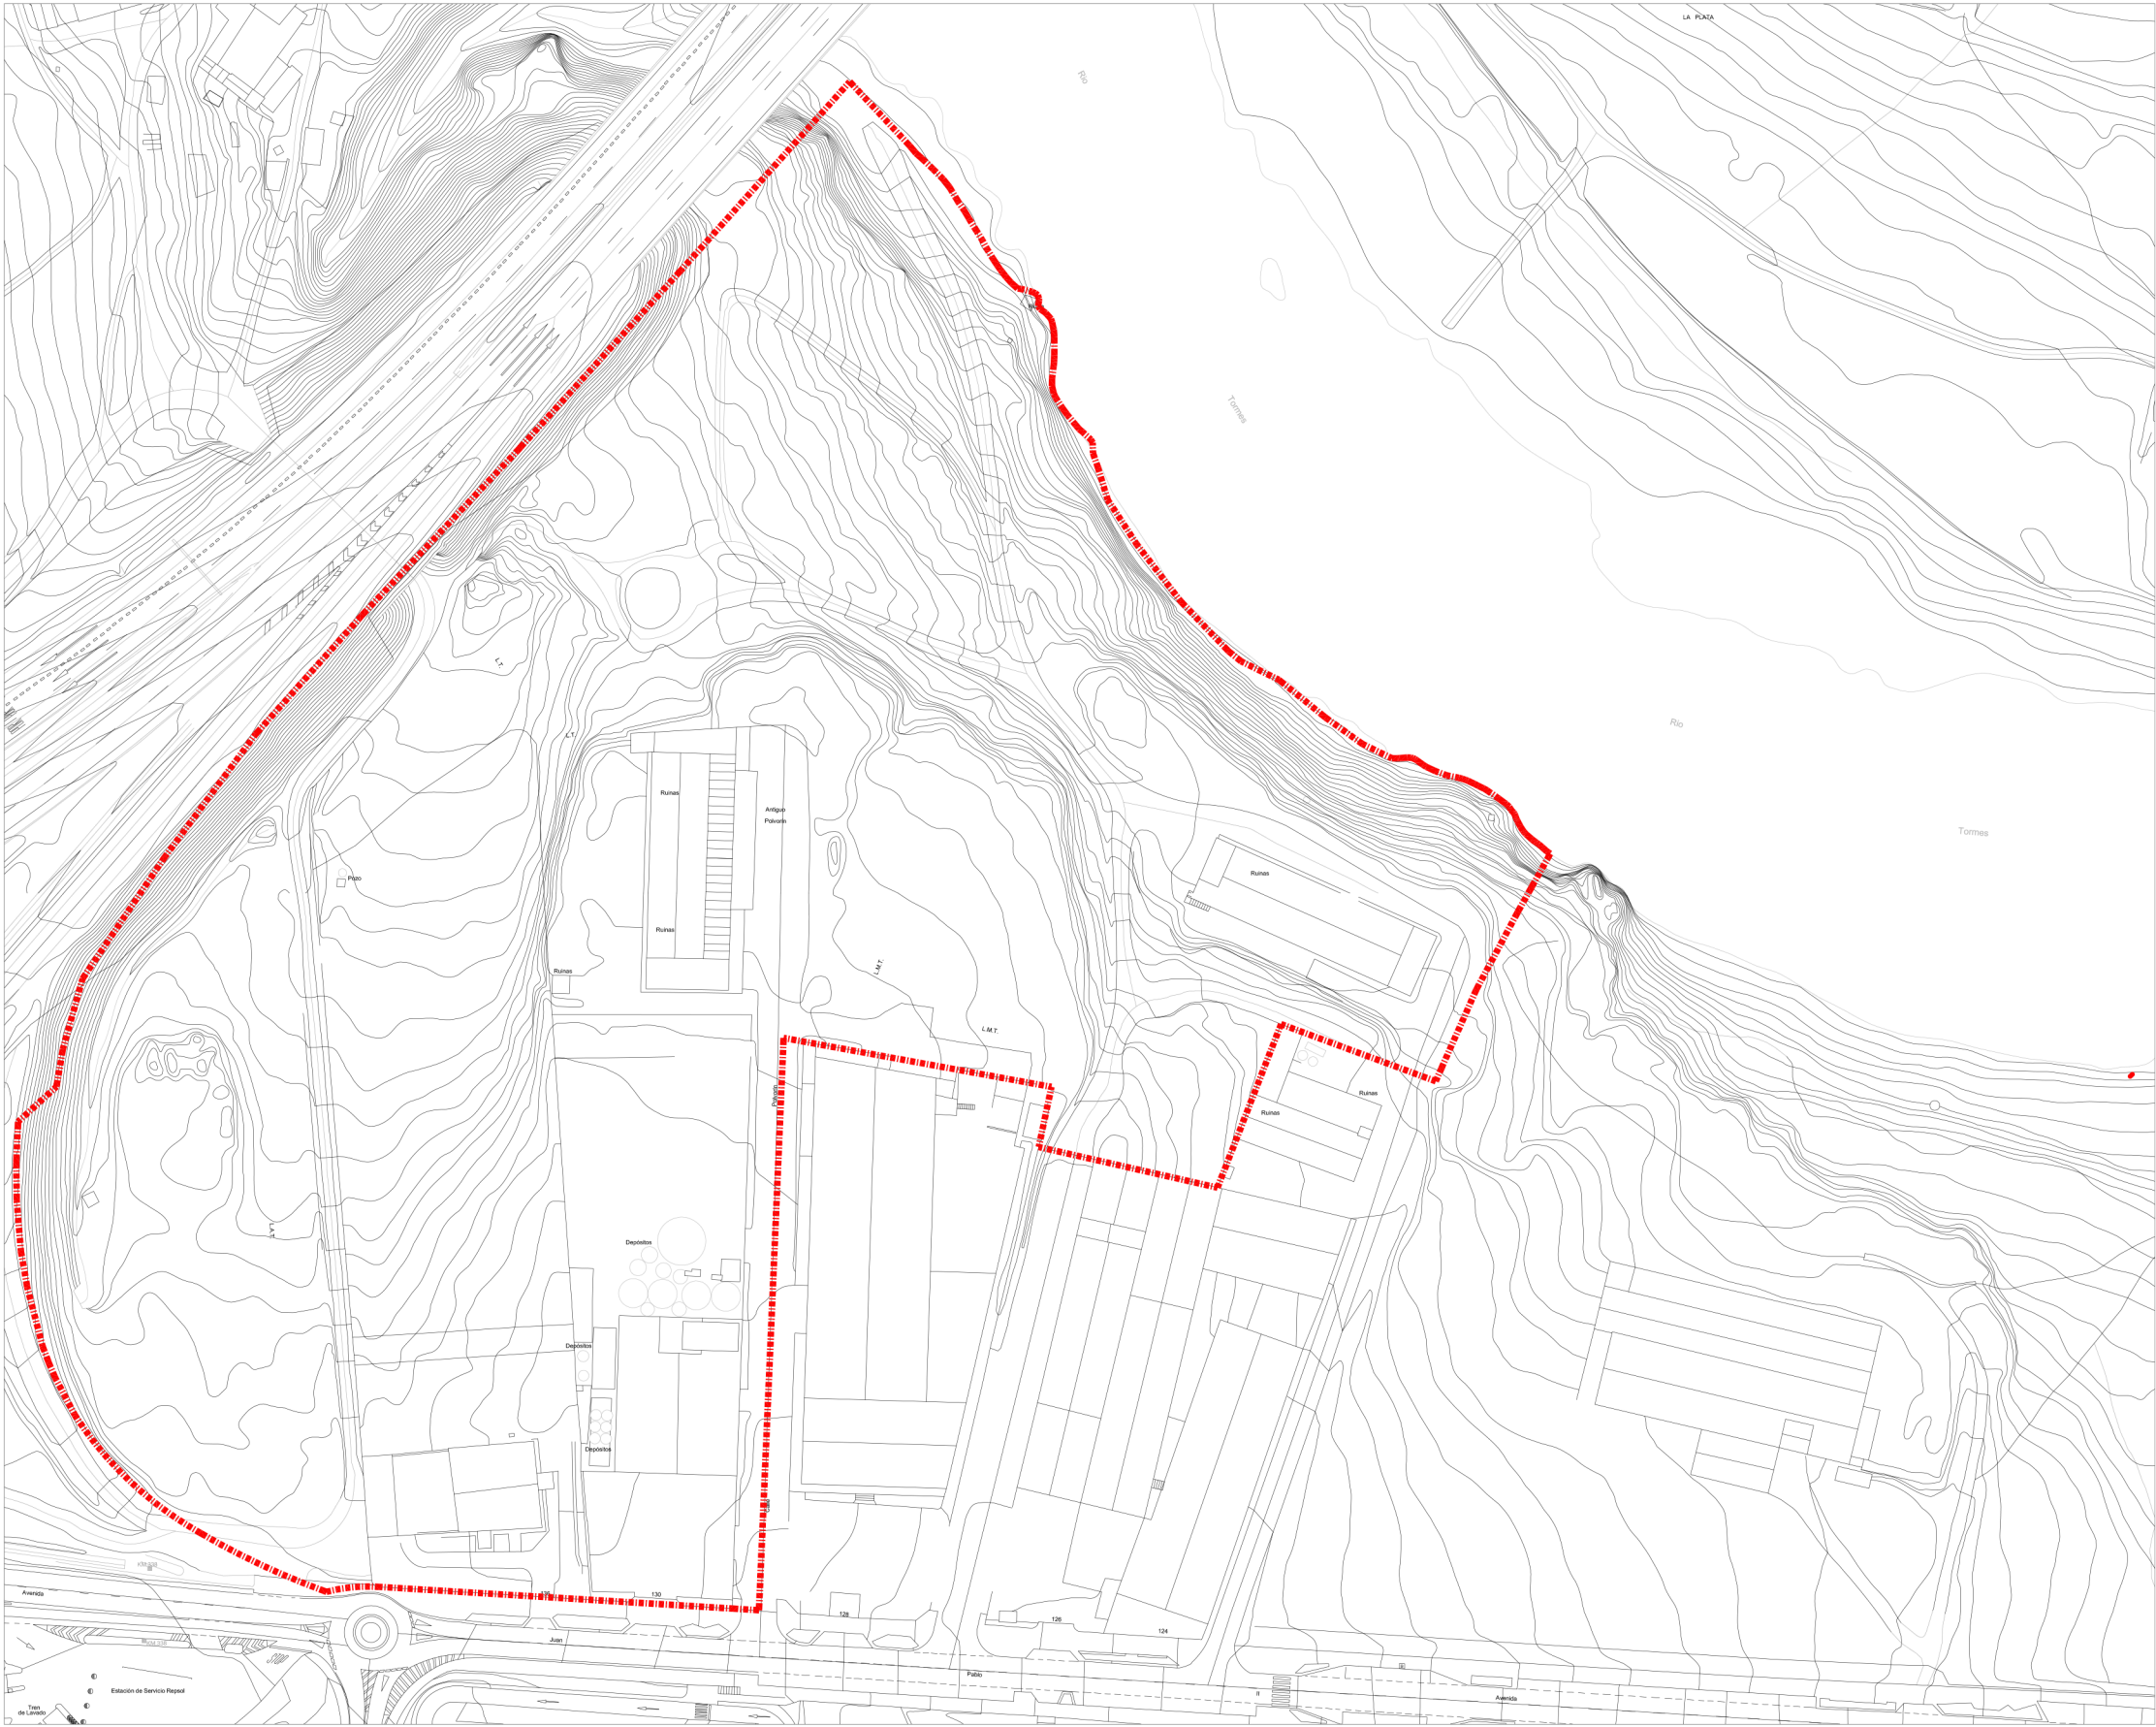 LA PLATA
Río
Tormes
L.T.
Río
L.T.
Ruinas
Antiguo
Polvorín
Tormes
Ruinas
Pozo
Ruinas
L.M.T.
Ruinas
L.M.T.
Ruinas
Ruinas
L.A.T.
Depósitos
Depósitos
Depósitos
Avenida
130
128
126
124
Juan
Pablo
II
Avenida
Estación de Servicio Repsol
Tren
de Lavado